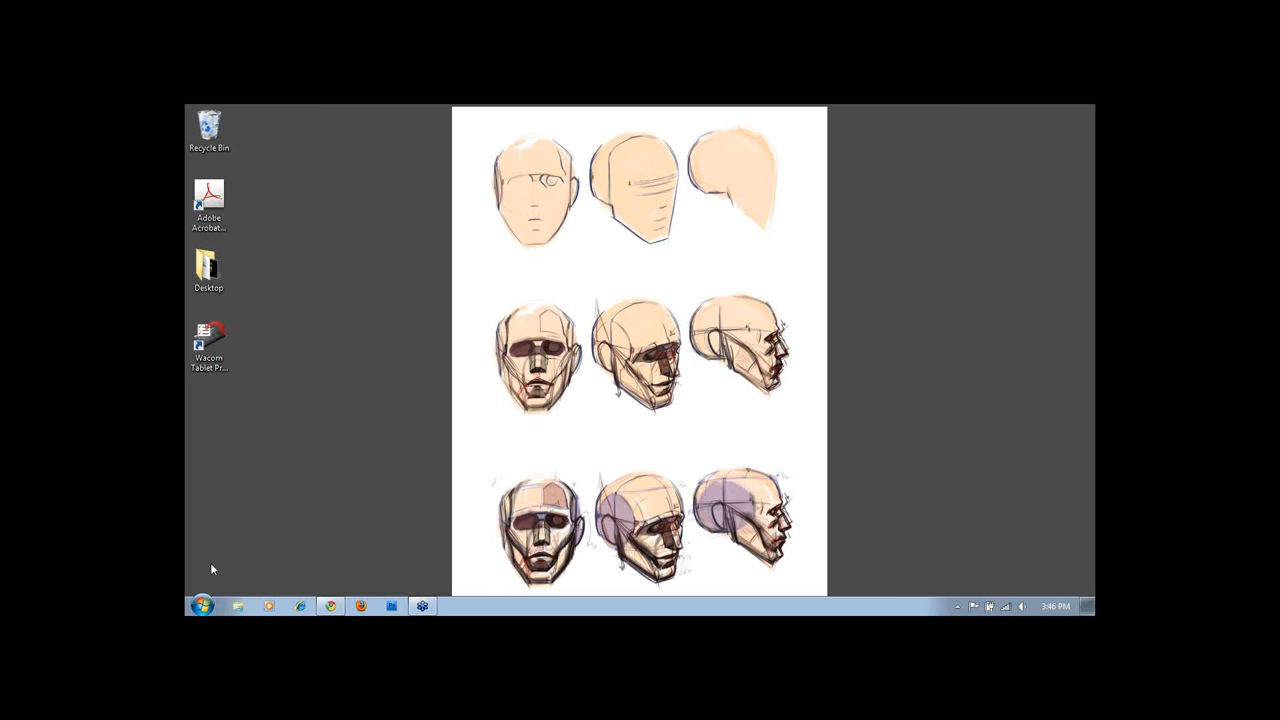 Recycle Bin
Adobe
Acrobat...
Desktop
Wacom
Tablet Pr...
3:46 PM